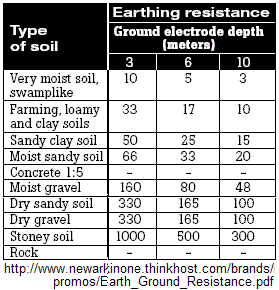 Type of soil
Earthing resistance
Ground electrode depth (meters)
3 6 10
Very moist soil, swamplike 10 5 3
Farming, loamy and clay soils 33 17 10
Sandy clay soil 50 25 15
Moist sandy soil 66 33 20
Concrete 1:5 - - -
Moist gravel 160 80 48
Dry sandy soil 330 165 100
Dry gravel 330 165 100
Stoney soil 1000 500 300
Rock - - -
http://www.newarkinone.thinkhost.com/brands/
promos/Earth_Ground_Resistance.pdf